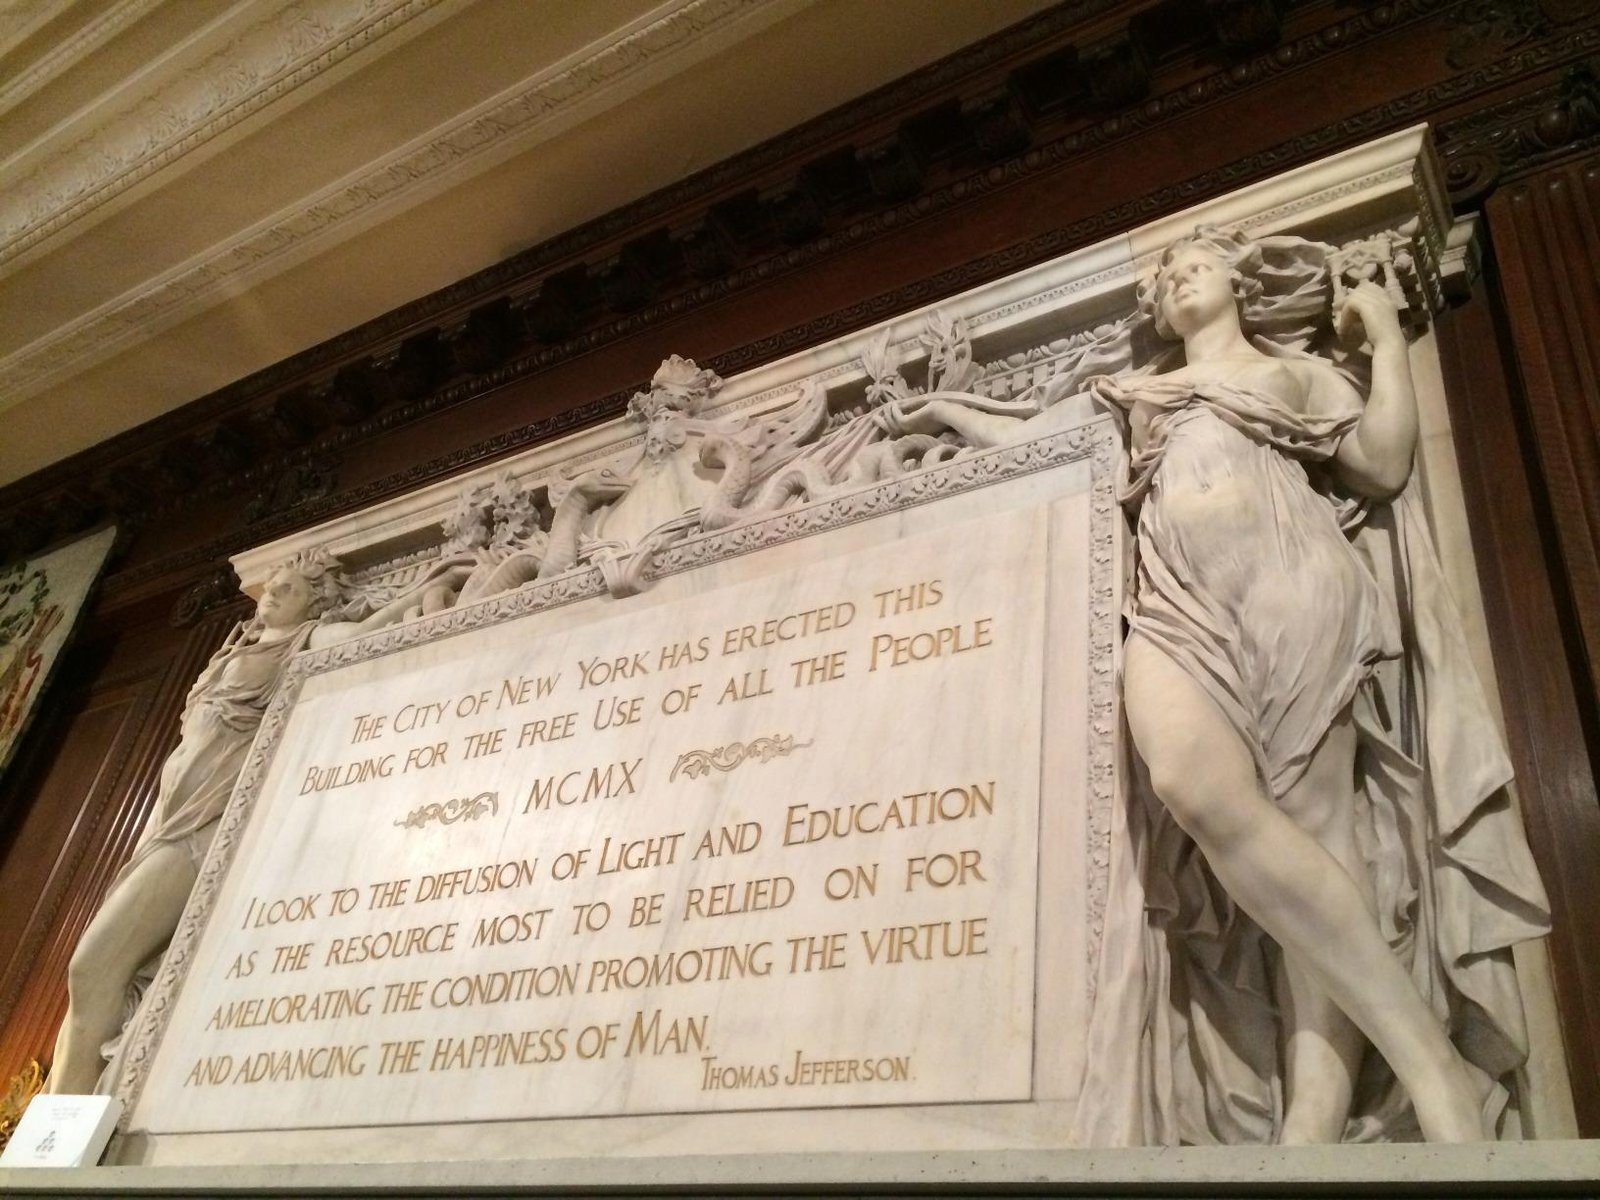 THE CITY OF NEW YORK HAS ERECTED THIS
BUILDING FOR THE FREE USE OF ALL THE PEOPLE
MCMX
I LOOK TO THE DIFFUSION OF LIGHT AND EDUCATION
AS THE RESOURCE MOST TO BE RELIED ON FOR
AMELIORATING THE CONDITION PROMOTING THE VIRTUE
AND ADVANCING THE HAPPINESS OF MAN.
THOMAS JEFFERSON.